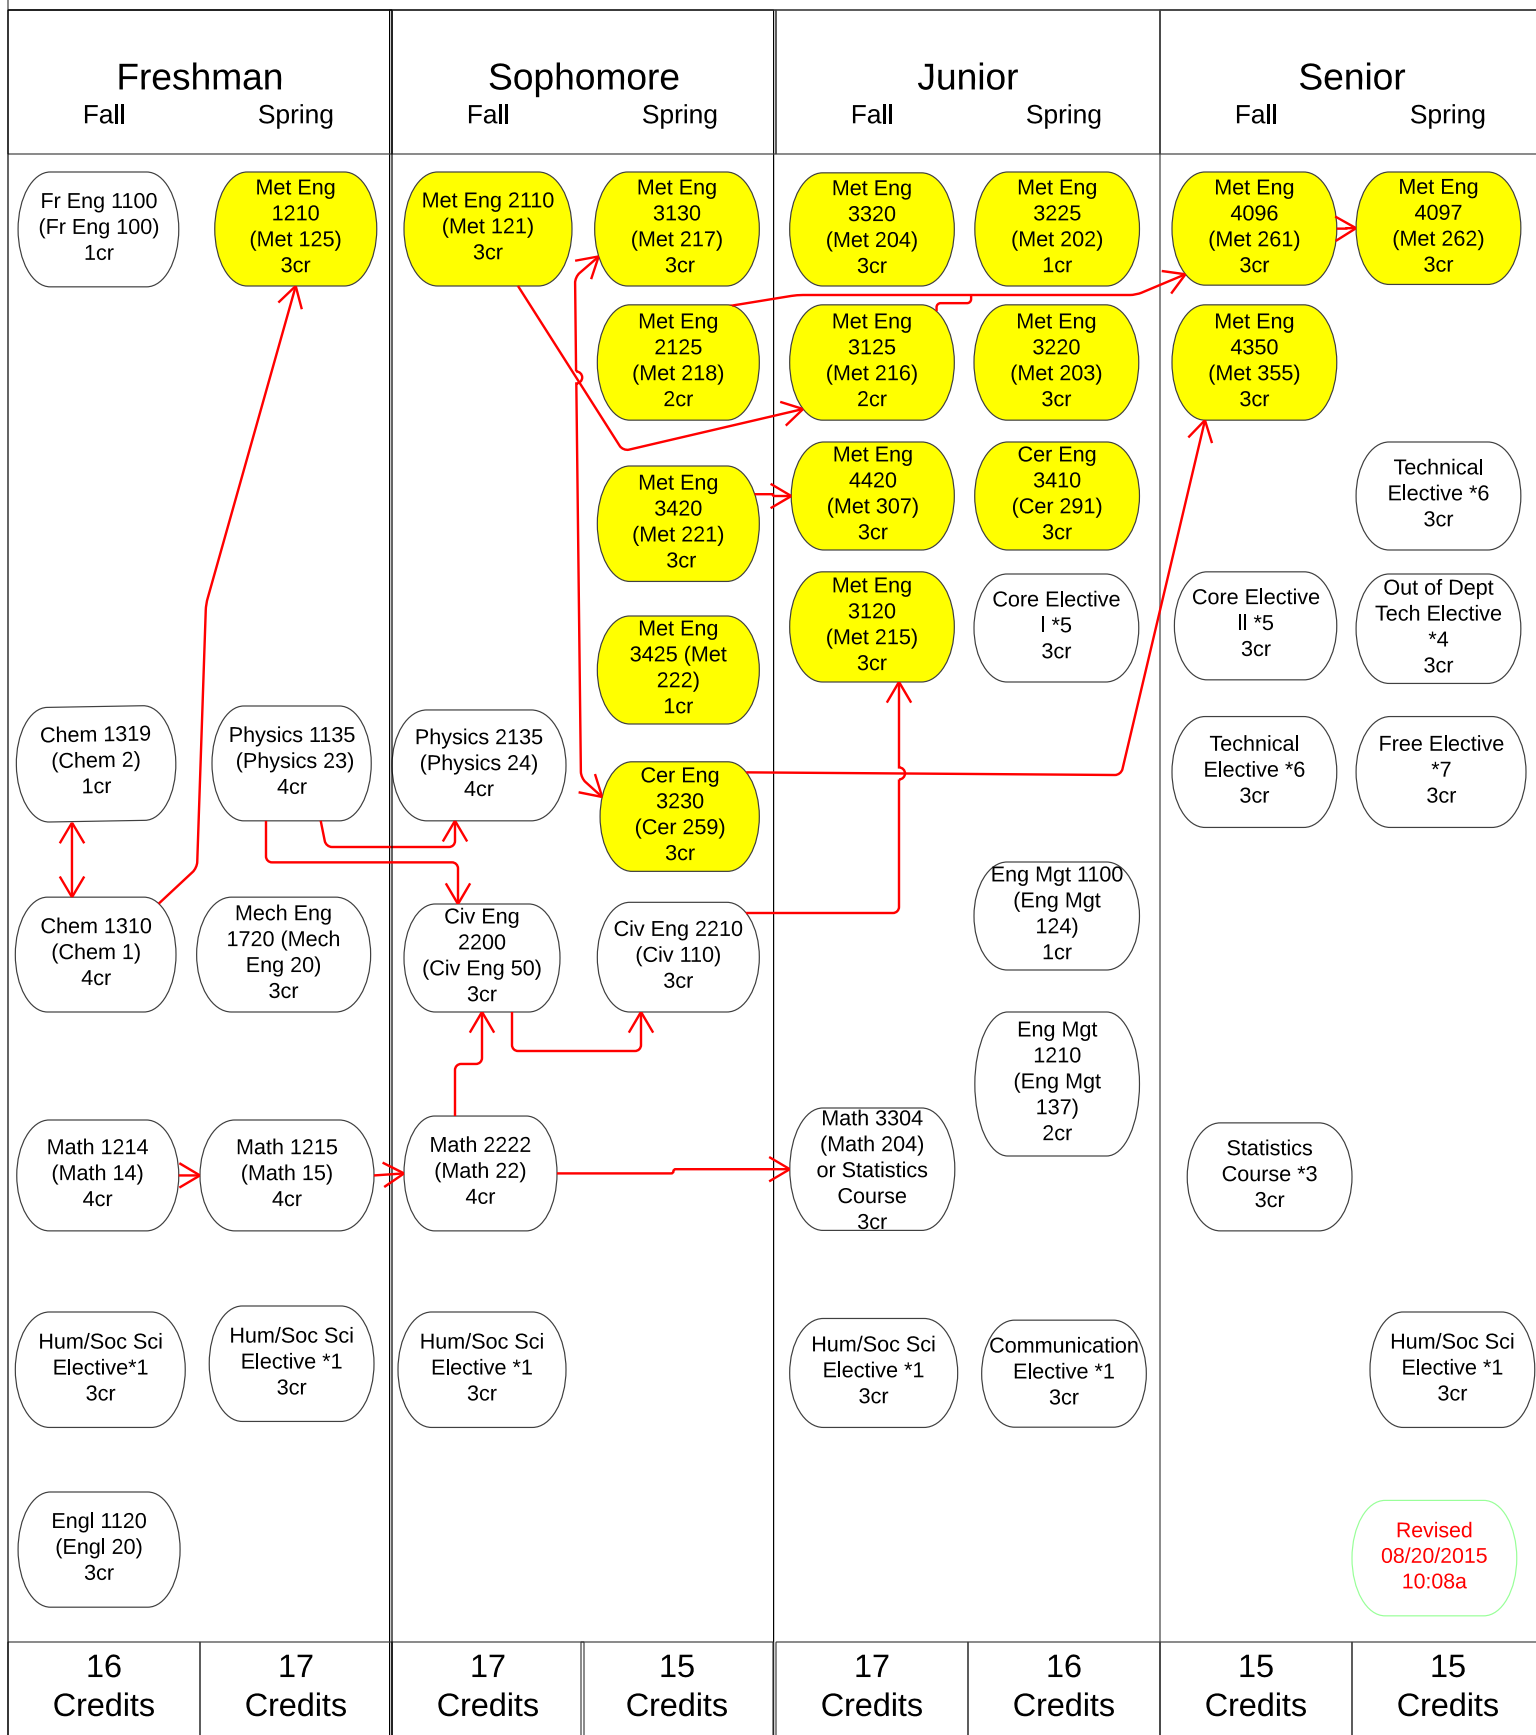 Freshman
Fall
Spring
Sophomore
Fall
Spring
Junior
Fall
Spring
Senior
Fall
Spring
Fr Eng 1100
(Fr Eng 100)
1cr
Chem 1319
(Chem 2)
1cr
Chem 1310
(Chem 1)
4cr
Math 1214
(Math 14)
4cr
Hum/Soc Sci
Elective*1
3cr
Engl 1120
(Engl 20)
3cr
16
Credits
Met Eng
1210
(Met 125)
3cr
Physics 1135
(Physics 23)
4cr
Mech Eng
1720 (Mech
Eng 20)
3cr
Math 1215
(Math 15)
4cr
Hum/Soc Sci
Elective *1
3cr
17
Credits
Met Eng 2110
(Met 121)
3cr
Physics 2135
(Physics 24)
4cr
Civ Eng
2200
(Civ Eng 50)
3cr
Math 2222
(Math 22)
4cr
Hum/Soc Sci
Elective *1
3cr
17
Credits
Met Eng
3130
(Met 217)
3cr
Met Eng
2125
(Met 218)
2cr
Met Eng
3420
(Met 221)
3cr
Met Eng
3425 (Met
222)
1cr
Cer Eng
3230
(Cer 259)
3cr
Civ Eng 2210
(Civ 110)
3cr
15
Credits
Met Eng
3320
(Met 204)
3cr
Met Eng
3125
(Met 216)
2cr
Met Eng
4420
(Met 307)
3cr
Met Eng
3120
(Met 215)
3cr
Math 3304
(Math 204)
or Statistics
Course
3cr
Hum/Soc Sci
Elective *1
3cr
17
Credits
Met Eng
3225
(Met 202)
1cr
Met Eng
3220
(Met 203)
3cr
Cer Eng
3410
(Cer 291)
3cr
Core Elective
I *5
3cr
Eng Mgt 1100
(Eng Mgt
124)
1cr
Eng Mgt
1210
(Eng Mgt
137)
2cr
Communication
Elective *1
3cr
16
Credits
Met Eng
4096
(Met 261)
3cr
Met Eng
4350
(Met 355)
3cr
Core Elective
II *5
3cr
Technical
Elective *6
3cr
Statistics
Course *3
3cr
15
Credits
Met Eng
4097
(Met 262)
3cr
Technical
Elective *6
3cr
Out of Dept
Tech Elective
*4
3cr
Free Elective
*7
3cr
Hum/Soc Sci
Elective *1
3cr
Revised
08/20/2015
10:08a
15
Credits